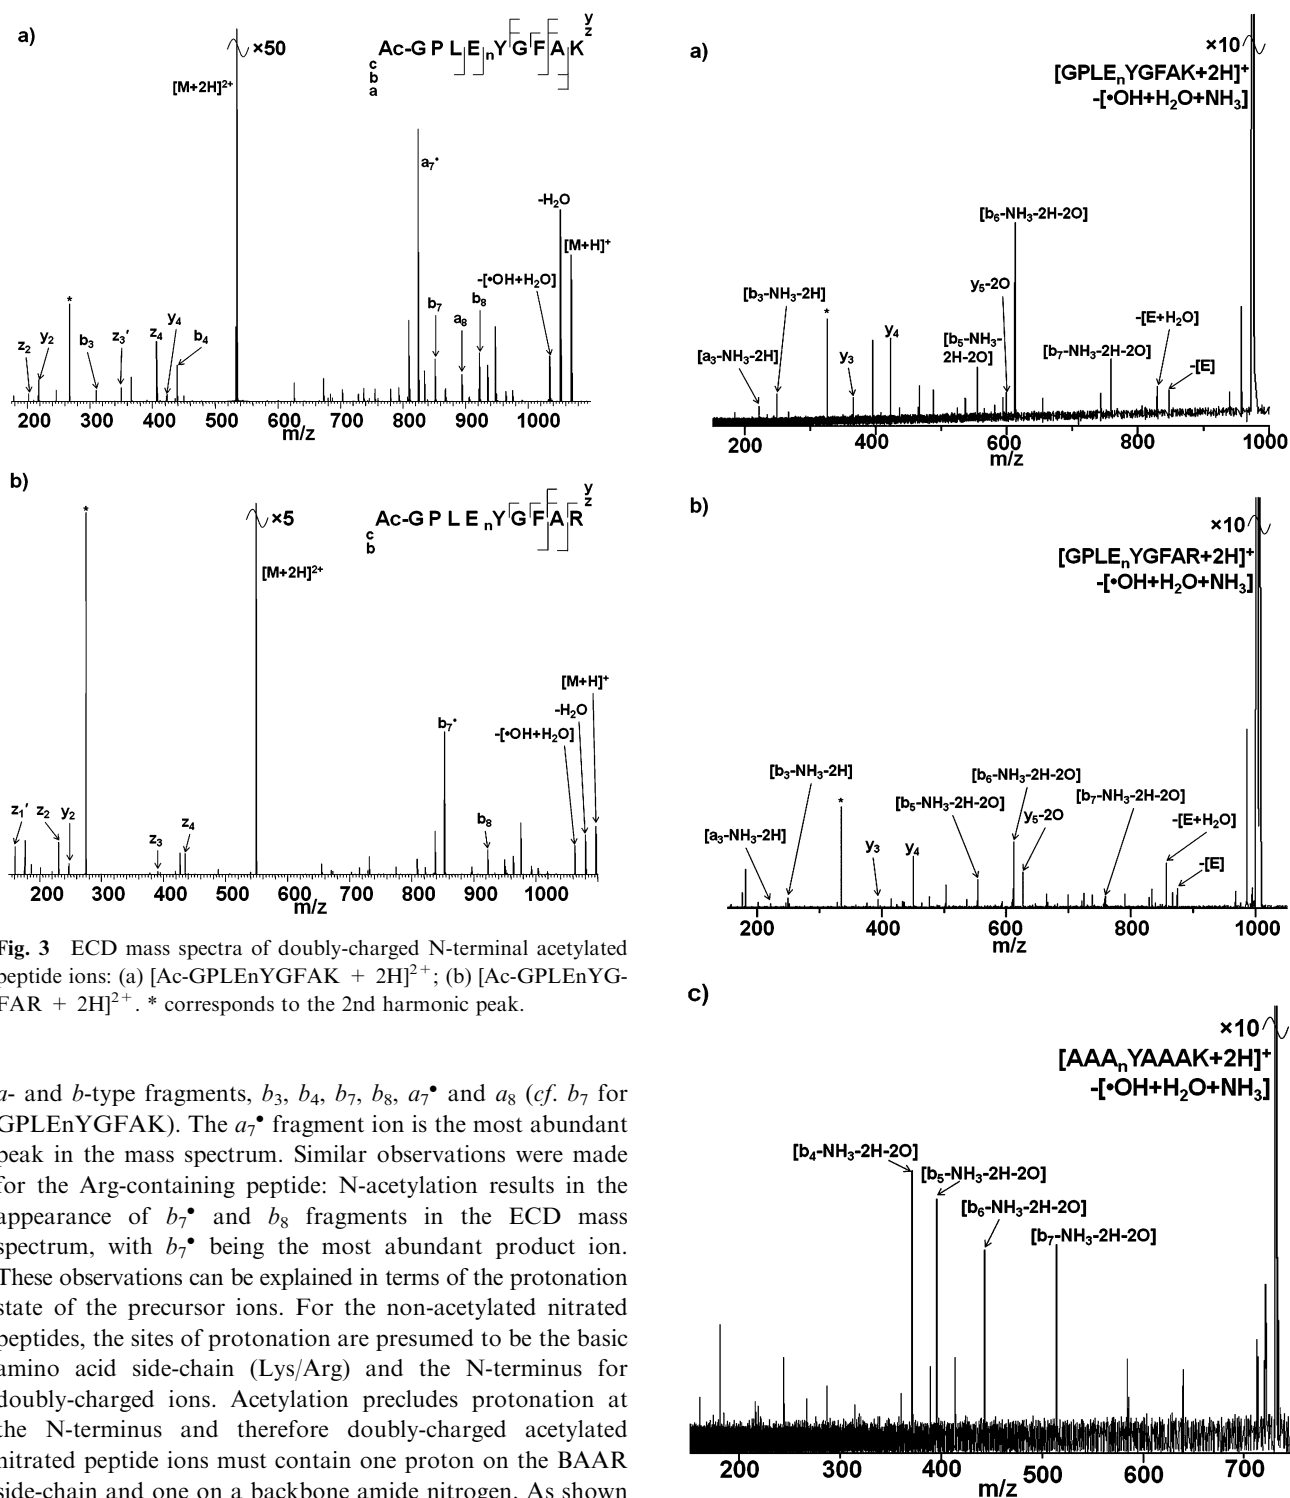 a)
×50
Ac-G P L E n Y G F A K
y
z
c
b
a
[M+2H]2+
a7•
-H2O
[M+H]+
-[•OH+H2O]
b7
a8
b8
*
z2
y2
b3
z3′
z4
y4
b4
200 300 400 500 600 700 800 900 1000
m/z
b)
×5
Ac-G P L E n Y G F A R
y
z
c
b
*
[M+2H]2+
[M+H]+
-H2O
-[•OH+H2O]
b7•
b8
z1′ z2 y2
z3
z4
200 300 400 500 600 700 800 900 1000
m/z
Fig. 3 ECD mass spectra of doubly-charged N-terminal acetylated
peptide ions: (a) [Ac-GPLEnYGFAK + 2H]2+; (b) [Ac-GPLEnYG-
FAR + 2H]2+. * corresponds to the 2nd harmonic peak.
a- and b-type fragments, b3, b4, b7, b8, a7• and a8 (cf. b7 for
GPLEnYGFAK). The a7• fragment ion is the most abundant
peak in the mass spectrum. Similar observations were made
for the Arg-containing peptide: N-acetylation results in the
appearance of b7• and b8 fragments in the ECD mass
spectrum, with b7• being the most abundant product ion.
These observations can be explained in terms of the protonation
state of the precursor ions. For the non-acetylated nitrated
peptides, the sites of protonation are presumed to be the basic
amino acid side-chain (Lys/Arg) and the N-terminus for
doubly-charged ions. Acetylation precludes protonation at
the N-terminus and therefore doubly-charged acetylated
nitrated peptide ions must contain one proton on the BAAR
side-chain and one on a backbone amide nitrogen. As shown
a)
×10
[GPLEnYGFAK+2H]+
-[•OH+H2O+NH3]
[b6-NH3-2H-2O]
y5-2O
[b3-NH3-2H]
*
[a3-NH3-2H]
y3
y4
[b5-NH3-
2H-2O]
[b7-NH3-2H-2O]
-[E+H2O]
-[E]
200 400 600 800 1000
m/z
b)
×10
[GPLEnYGFAR+2H]+
-[•OH+H2O+NH3]
[b3-NH3-2H]
*
[a3-NH3-2H]
y3
y4
[b5-NH3-2H-2O]
[b6-NH3-2H-2O]
y5-2O
[b7-NH3-2H-2O]
-[E+H2O]
-[E]
200 400 600 800 1000
m/z
c)
×10
[AAAnYAAAK+2H]+
-[•OH+H2O+NH3]
[b4-NH3-2H-2O]
[b5-NH3-2H-2O]
[b6-NH3-2H-2O]
[b7-NH3-2H-2O]
200 300 400 500 600 700
m/z